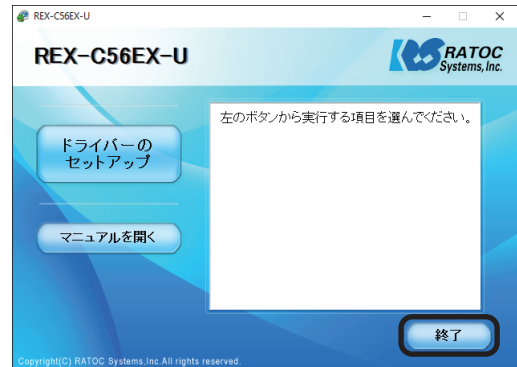 REX-C56EX-U
REX-C56EX-U
RATOC
Systems, Inc.
左のボタンから実行する項目を選んでください。
ドライバーの
セットアップ
マニュアルを開く
終了
Copyright(C) RATOC Systems,Inc.All rights reserved.